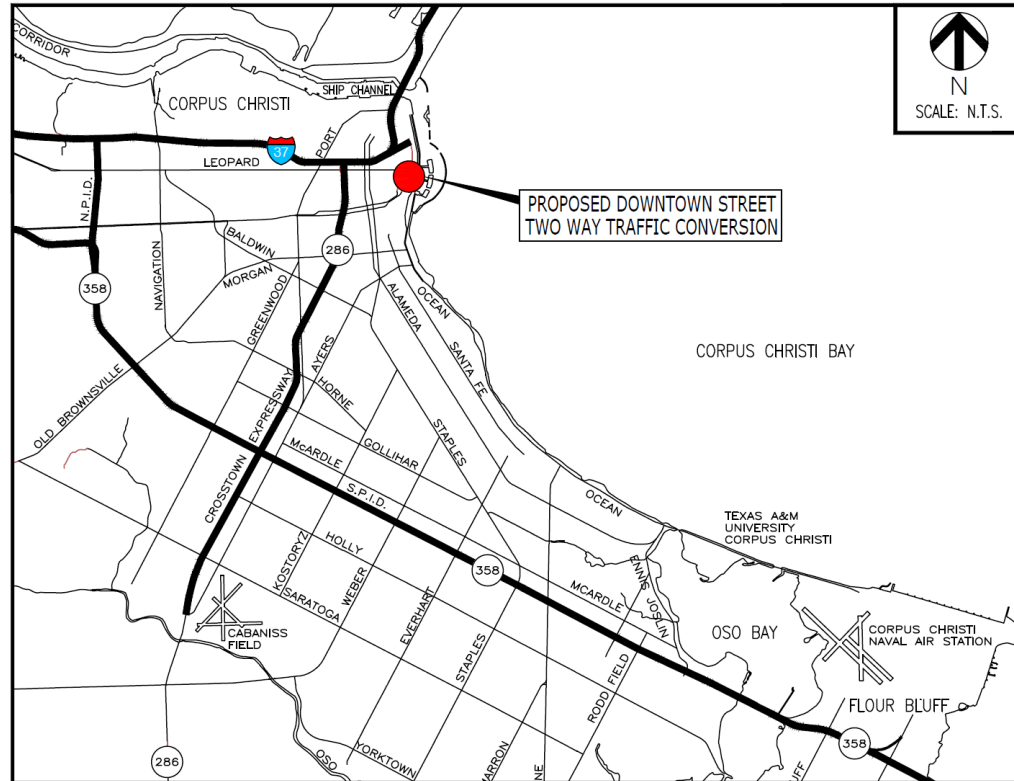 CORRIDOR
SHIP CHANNEL
CORPUS CHRISTI
N
SCALE: N.T.S.
PORT
37
LEOPARD
N.P.I.D.
PROPOSED DOWNTOWN STREET
TWO WAY TRAFFIC CONVERSION
BALDWIN
286
MORGAN
NAVIGATION
358
GREENWOOD
ALAMEDA
OCEAN
SANTA FE
AYERS
CORPUS CHRISTI BAY
HORNE
OLD BROWNSVILLE
EXPRESSWAY
CROSSTOWN
McARDLE
GOLLIHAR
STAPLES
S.P.I.D.
OCEAN
TEXAS A&M
UNIVERSITY
CORPUS CHRISTI
KOSTORYZ
HOLLY
WEBER
358
SARATOGA
McARDLE
ENNIS JOSLIN
EVERHART
STAPLES
OSO BAY
CORPUS CHRISTI
NAVAL AIR STATION
CABANISS
FIELD
RODD FIELD
FLOUR BLUFF
358
286
OSO
YORKTOWN
ARRON
NE
UFF